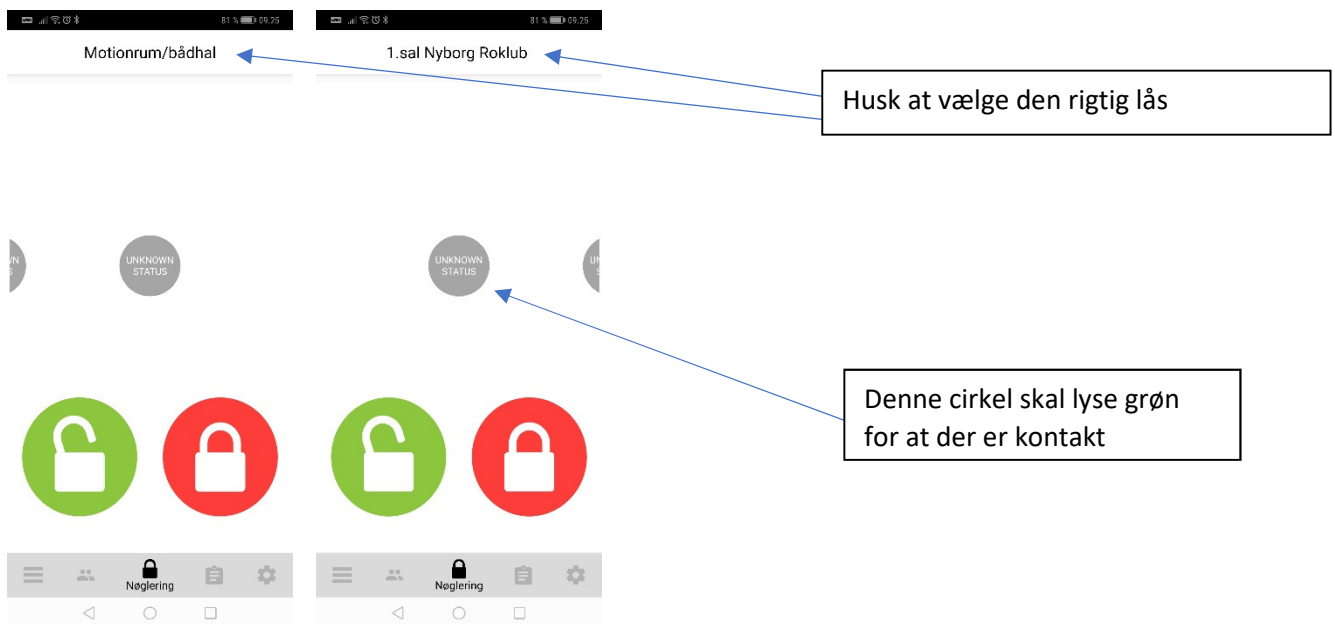 81 % 09.25
Motionrum/bådhal
UNKNOWN
STATUS
Nøglering
81 % 09.25
1.sal Nyborg Roklub
UNKNOWN
STATUS
Nøglering
Husk at vælge den rigtig lås
Denne cirkel skal lyse grøn
for at der er kontakt